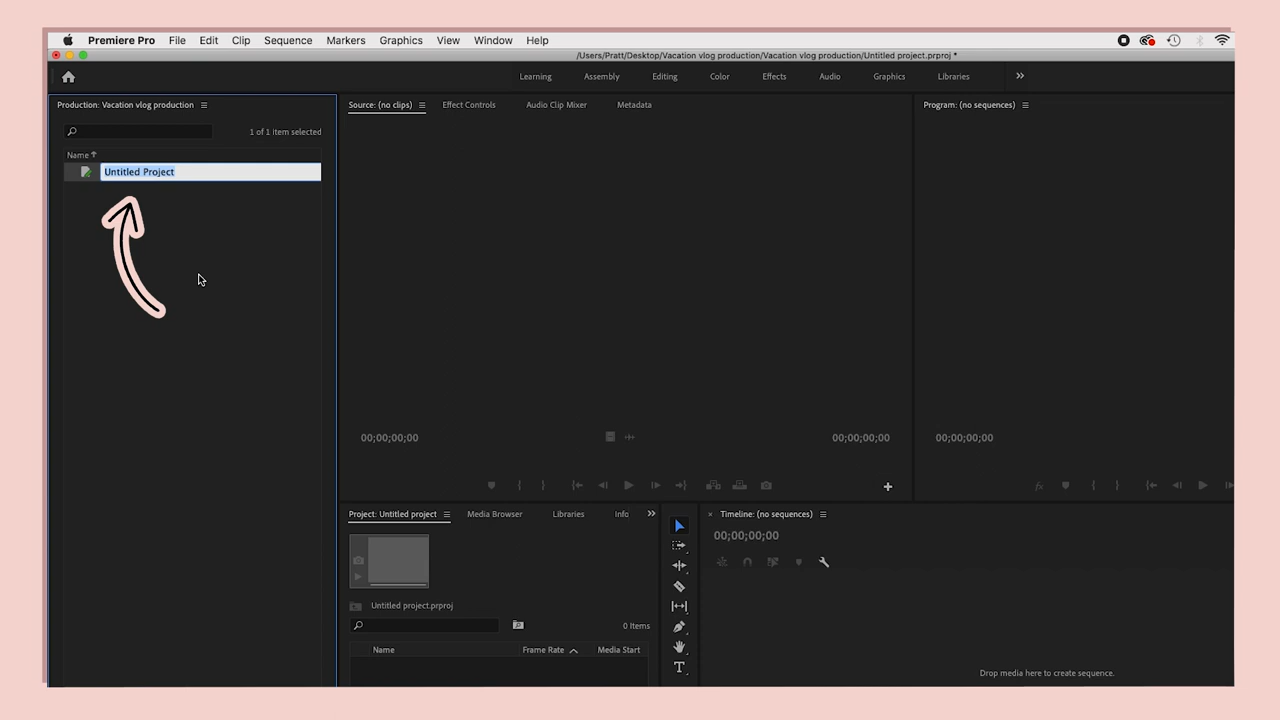 Premiere Pro File Edit Clip Sequence Markers Graphics View Window Help
/Users/Pratt/Desktop/Vacation vlog production/Vacation vlog production/Untitled project.prproj *
Learning Assembly Editing Color Effects Audio Graphics Libraries
Production: Vacation vlog production
1 of 1 item selected
Name
Untitled Project
Source: (no clips) Effect Controls Audio Clip Mixer Metadata
00;00;00;00 00;00;00;00
Program: (no sequences)
00;00;00;00
fx
Project: Untitled project Media Browser Libraries Info
Untitled project.prproj
0 Items
Name Frame Rate Media Start
T
× Timeline: (no sequences)
00;00;00;00
Drop media here to create sequence.